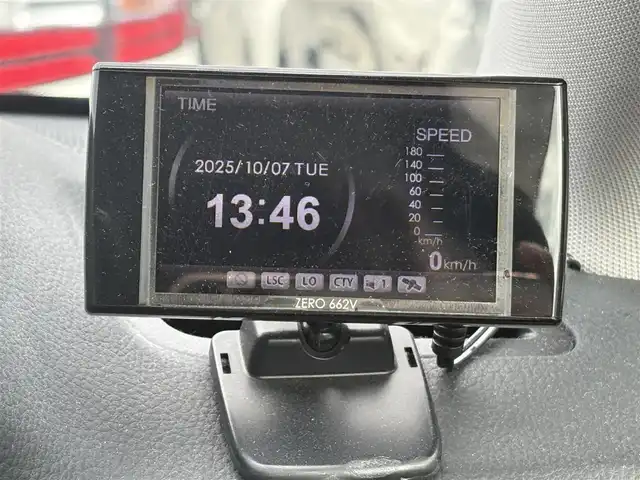 TIME
2025/10/07 TUE
13:46
SPEED
180
140
100
60
40
20
0
km/h
0km/h
LSC LO CTY 1
ZERO 662V